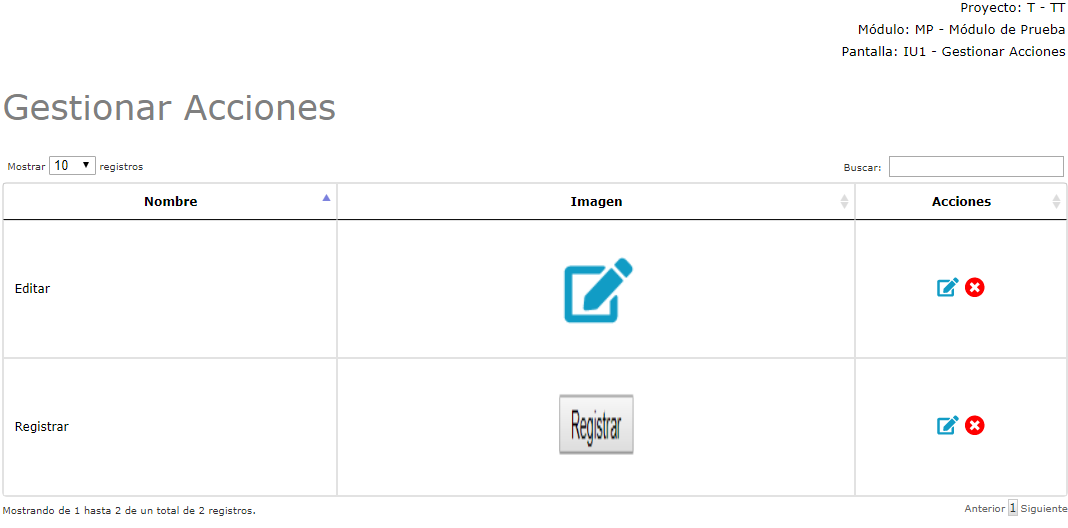 Proyecto: T - TT
Módulo: MP - Módulo de Prueba
Pantalla: IU1 - Gestionar Acciones
Gestionar Acciones
Mostrar 10 registros Buscar:
Nombre Imagen Acciones
Editar
Registrar Registrar
Mostrando de 1 hasta 2 de un total de 2 registros. Anterior 1 Siguiente